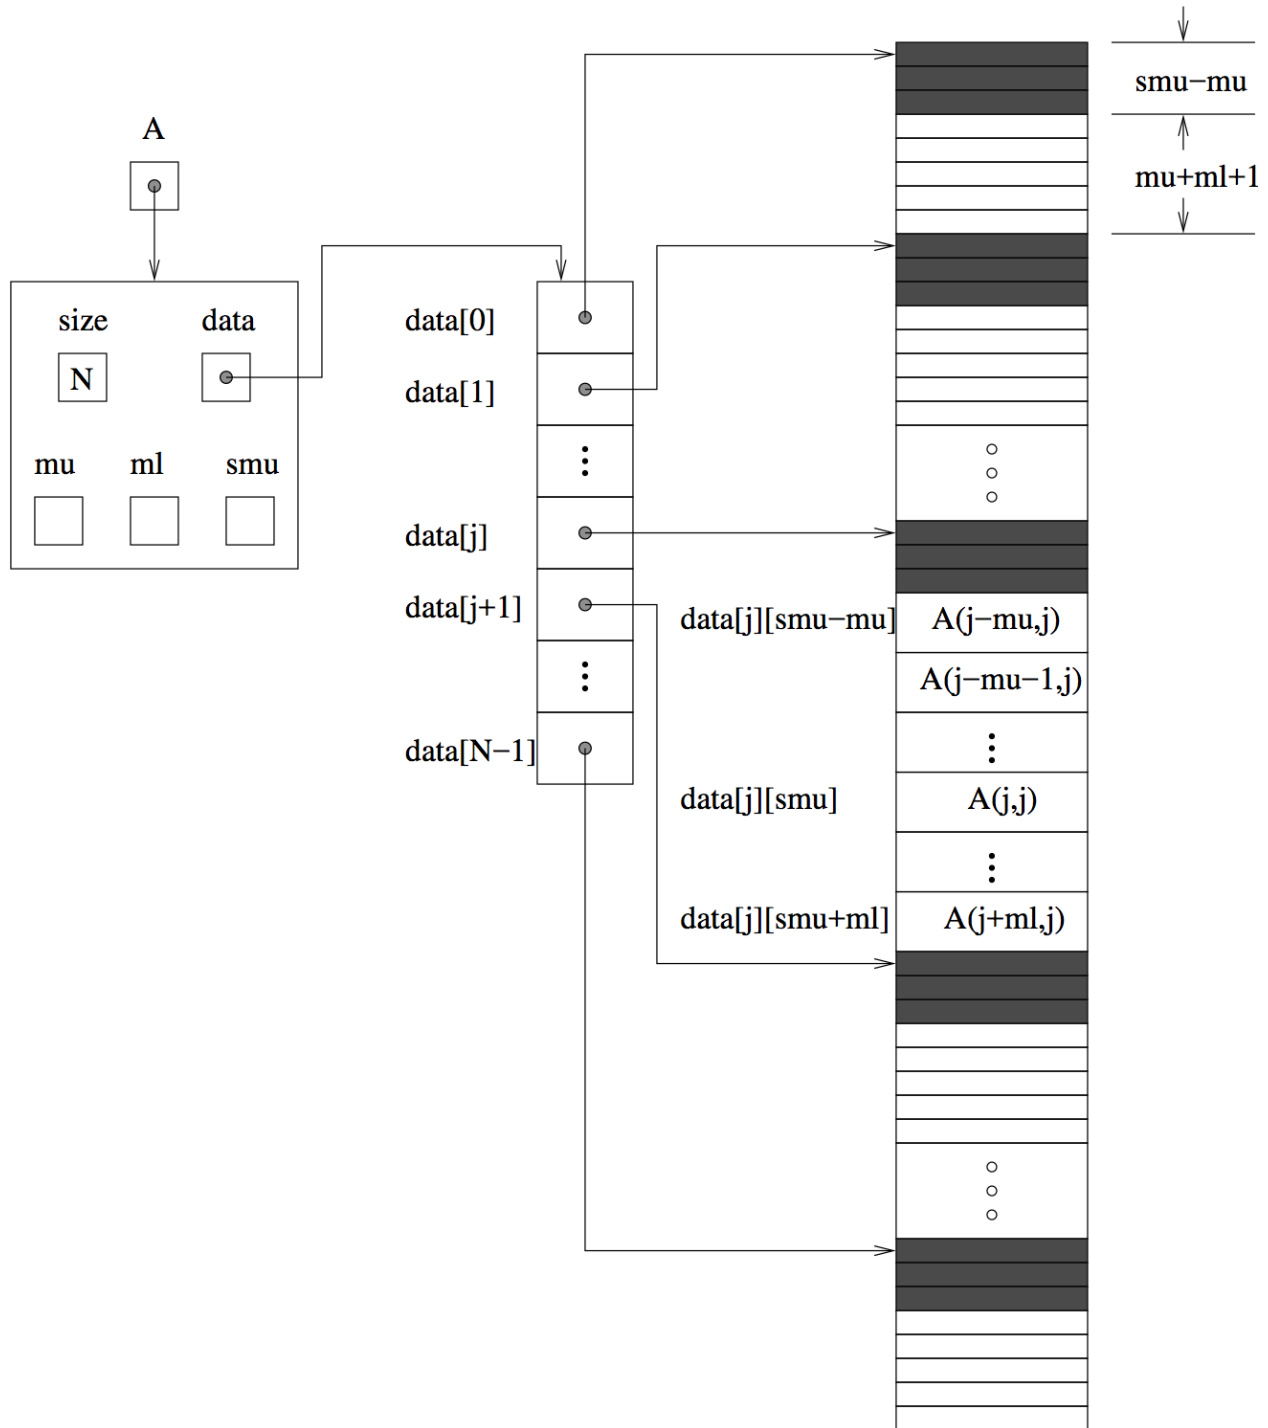 A
size data
N
mu ml smu
data[0]
data[1]
data[j]
data[j+1]
data[N−1]
smu−mu
mu+ml+1
data[j][smu−mu] A(j−mu,j)
A(j−mu−1,j)
data[j][smu] A(j,j)
data[j][smu+ml] A(j+ml,j)